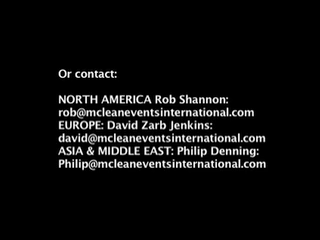 Or contact:
NORTH AMERICA Rob Shannon:
rob@mcleaneventsinternational.com
EUROPE: David Zarb Jenkins:
david@mcleaneventsinternational.com
ASIA & MIDDLE EAST: Philip Denning:
Philip@mcleaneventsinternational.com